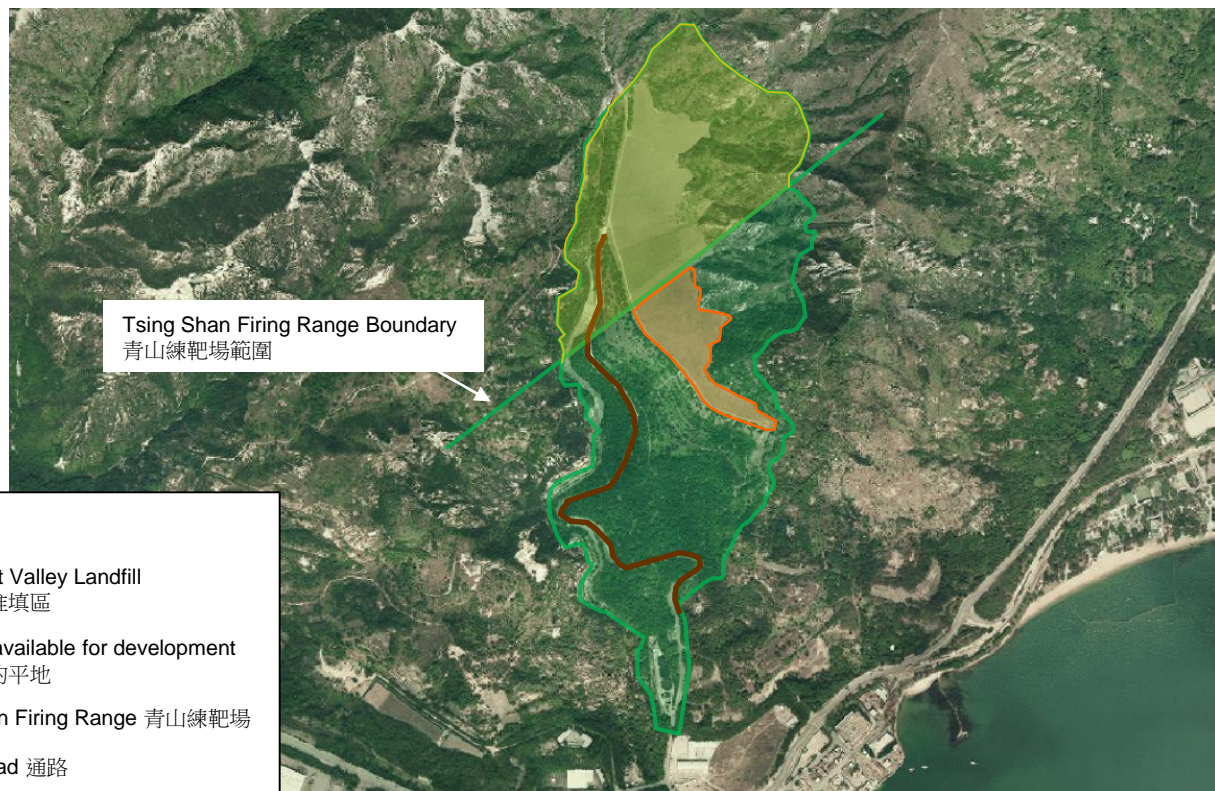 Tsing Shan Firing Range Boundary
青山練靶場範圍
Valley Landfill
堆填區
available for development
的平地
Firing Range 青山練靶場
通路